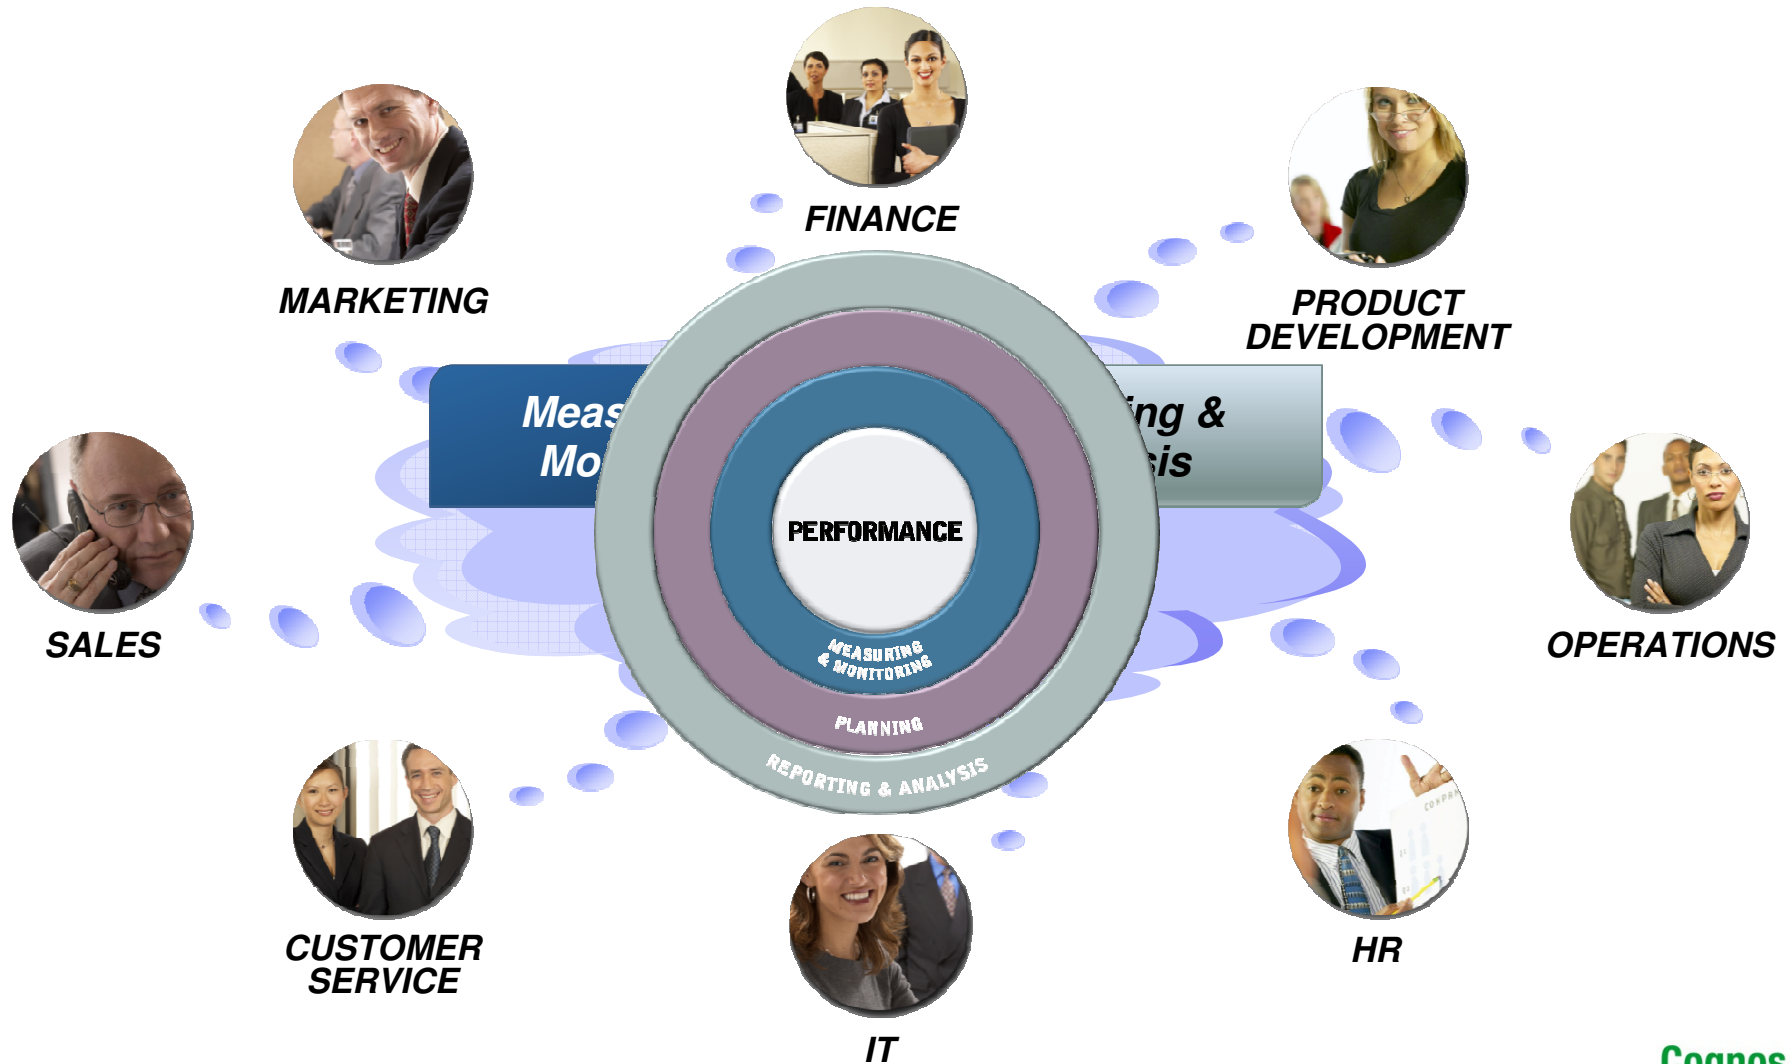 FINANCE
MARKETING
PRODUCT
DEVELOPMENT
Meas
Mo
ing &
sis
PERFORMANCE
MEASURING
& MONITORING
PLANNING
REPORTING & ANALYSIS
SALES
OPERATIONS
CUSTOMER
SERVICE
IT
HR
Cognos